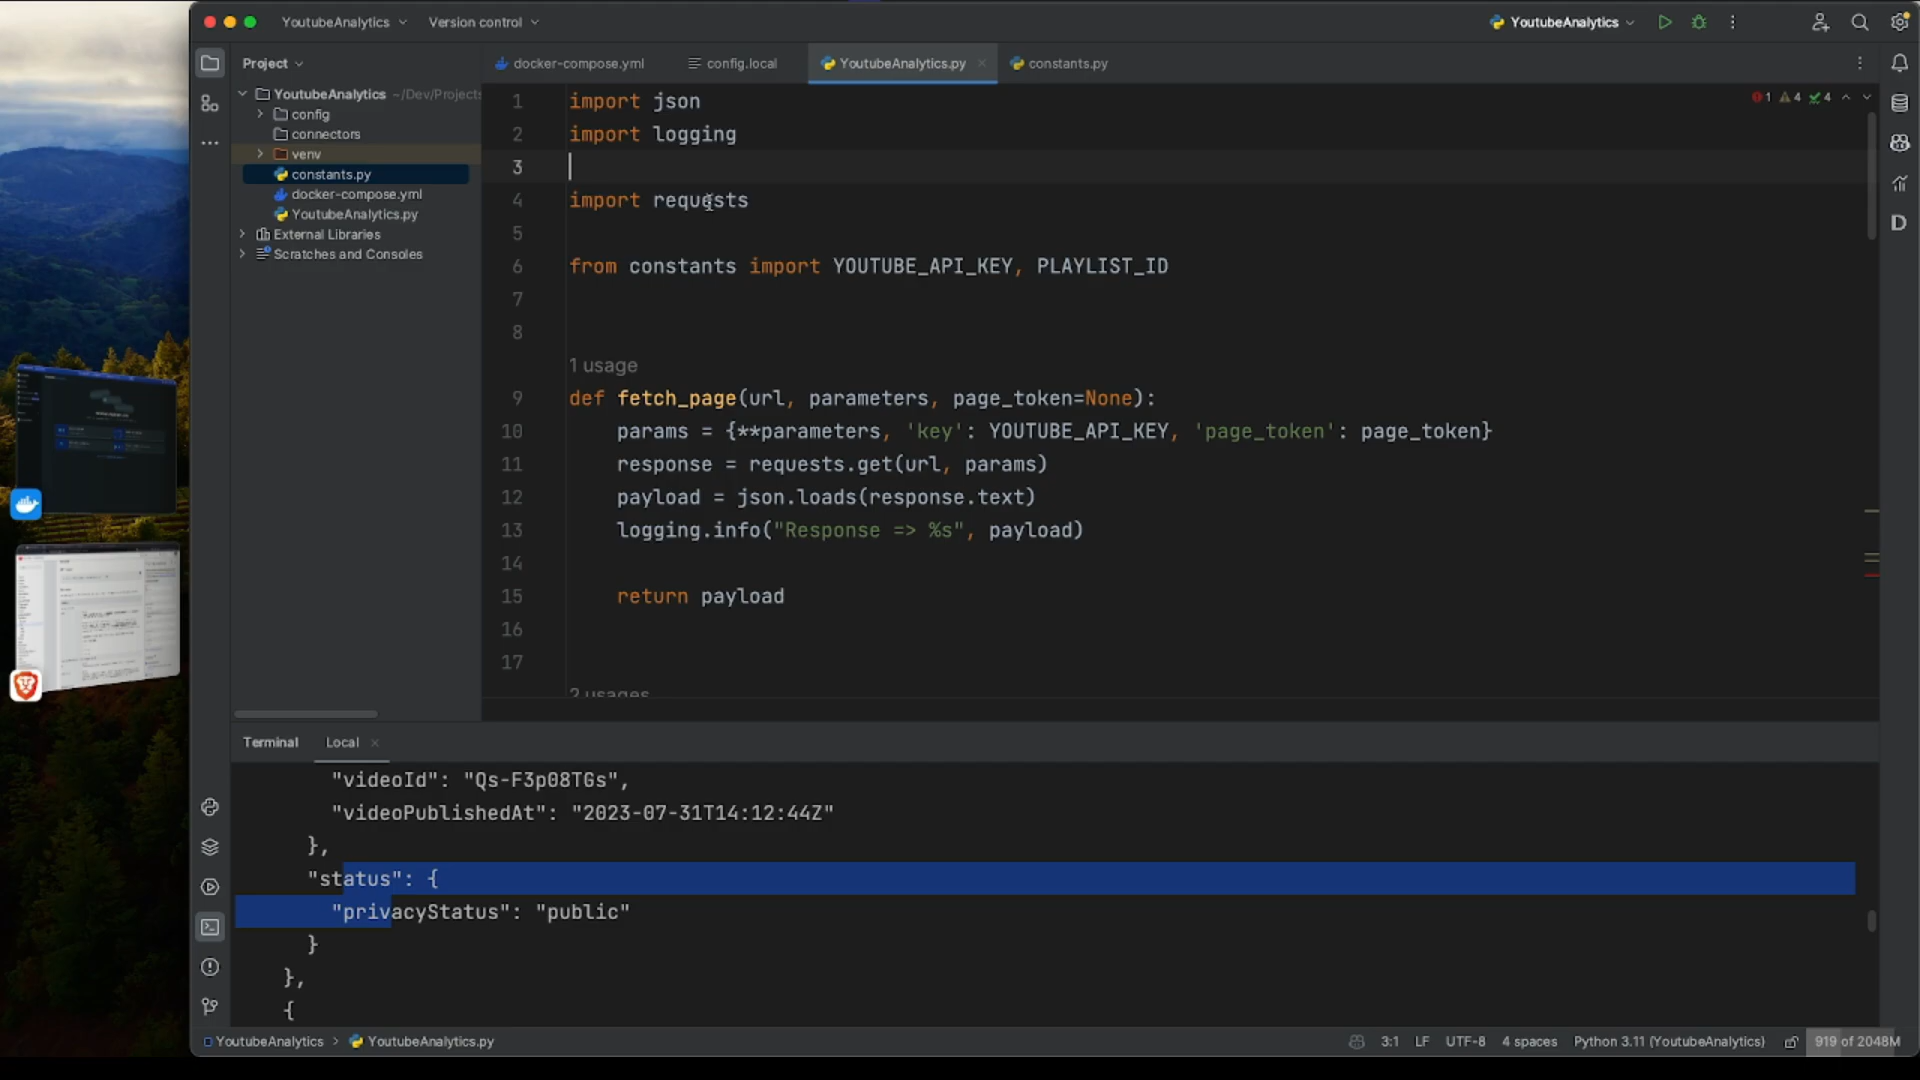 YoutubeAnalytics
Version control
YoutubeAnalytics
Project
docker-compose.yml
config.local
YoutubeAnalytics.py
constants.py
YoutubeAnalytics ~/Dev/Projects
config
connectors
venv
constants.py
docker-compose.yml
YoutubeAnalytics.py
External Libraries
Scratches and Consoles
1 4 4
1 import json
2 import logging
3
4 import requests
5
6 from constants import YOUTUBE_API_KEY, PLAYLIST_ID
7
8
1 usage
9 def fetch_page(url, parameters, page_token=None):
10 params = {**parameters, 'key': YOUTUBE_API_KEY, 'page_token': page_token}
11 response = requests.get(url, params)
12 payload = json.loads(response.text)
13 logging.info("Response => %s", payload)
14
15 return payload
16
17
2 usages
D
Terminal
Local
"videoId": "Qs-F3p08TGs",
"videoPublishedAt": "2023-07-31T14:12:44Z"
},
"status": {
"privacyStatus": "public"
}
},
{
YoutubeAnalytics > YoutubeAnalytics.py
3:1 LF UTF-8 4 spaces Python 3.11 (YoutubeAnalytics) 919 of 2048M